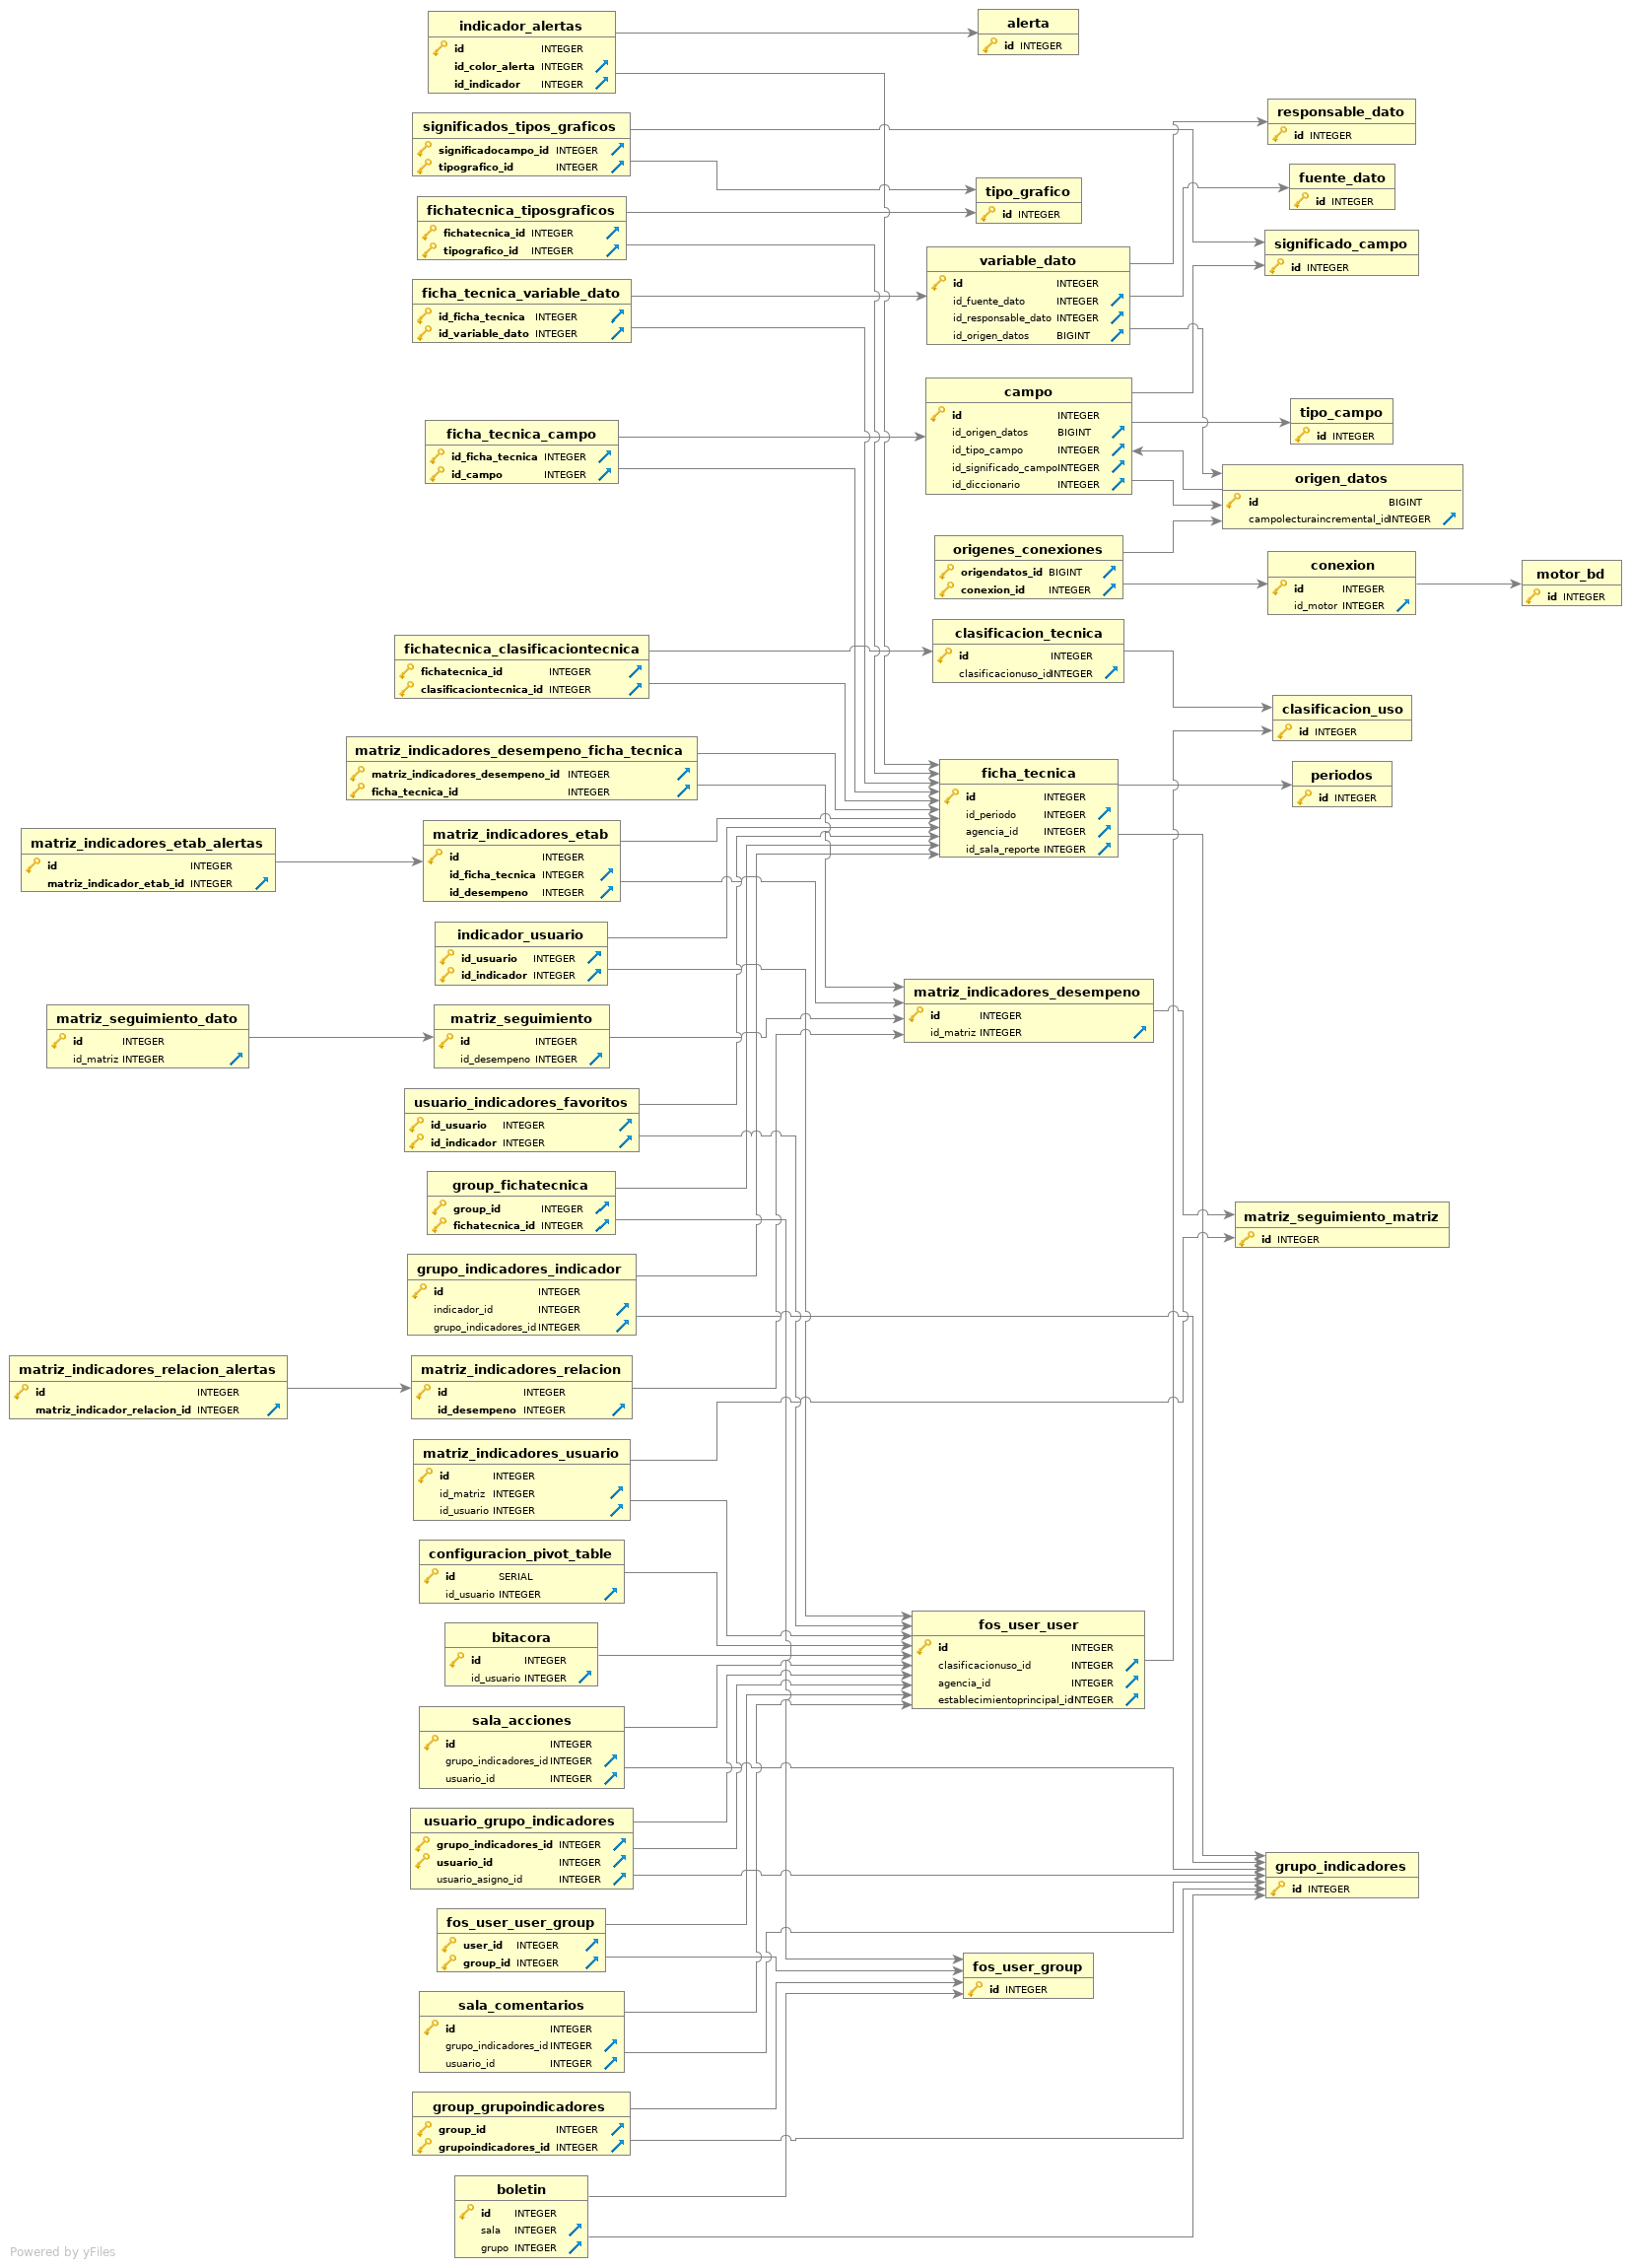 indicador_alertas
id INTEGER
id_color_alerta INTEGER
id_indicador INTEGER
alerta
id INTEGER
significados_tipos_graficos
significadocampo_id INTEGER
tipografico_id INTEGER
responsable_dato
id INTEGER
fuente_dato
id INTEGER
tipo_grafico
id INTEGER
fichatecnica_tiposgraficos
fichatecnica_id INTEGER
tipografico_id INTEGER
significado_campo
id INTEGER
variable_dato
id INTEGER
id_fuente_dato INTEGER
id_responsable_dato INTEGER
id_origen_datos BIGINT
ficha_tecnica_variable_dato
id_ficha_tecnica INTEGER
id_variable_dato INTEGER
campo
id INTEGER
id_origen_datos BIGINT
id_tipo_campo INTEGER
id_significado_campo INTEGER
id_diccionario INTEGER
tipo_campo
id INTEGER
ficha_tecnica_campo
id_ficha_tecnica INTEGER
id_campo INTEGER
origen_datos
id BIGINT
campolecturaincremental_id INTEGER
origenes_conexiones
origendatos_id BIGINT
conexion_id INTEGER
conexion
id INTEGER
id_motor INTEGER
motor_bd
id INTEGER
fichatecnica_clasificaciontecnica
fichatecnica_id INTEGER
clasificaciontecnica_id INTEGER
clasificacion_tecnica
id INTEGER
clasificacionuso_id INTEGER
clasificacion_uso
id INTEGER
matriz_indicadores_desempeno_ficha_tecnica
matriz_indicadores_desempeno_id INTEGER
ficha_tecnica_id INTEGER
ficha_tecnica
id INTEGER
id_periodo INTEGER
agencia_id INTEGER
id_sala_reporte INTEGER
periodos
id INTEGER
matriz_indicadores_etab_alertas
id INTEGER
matriz_indicador_etab_id INTEGER
matriz_indicadores_etab
id INTEGER
id_ficha_tecnica INTEGER
id_desempeno INTEGER
indicador_usuario
id_usuario INTEGER
id_indicador INTEGER
matriz_indicadores_desempeno
id INTEGER
id_matriz INTEGER
matriz_seguimiento_dato
id INTEGER
id_matriz INTEGER
matriz_seguimiento
id INTEGER
id_desempeno INTEGER
usuario_indicadores_favoritos
id_usuario INTEGER
id_indicador INTEGER
group_fichatecnica
group_id INTEGER
fichatecnica_id INTEGER
matriz_seguimiento_matriz
id INTEGER
grupo_indicadores_indicador
id INTEGER
indicador_id INTEGER
grupo_indicadores_id INTEGER
matriz_indicadores_relacion_alertas
id INTEGER
matriz_indicador_relacion_id INTEGER
matriz_indicadores_relacion
id INTEGER
id_desempeno INTEGER
matriz_indicadores_usuario
id INTEGER
id_matriz INTEGER
id_usuario INTEGER
configuracion_pivot_table
id SERIAL
id_usuario INTEGER
bitacora
id INTEGER
id_usuario INTEGER
fos_user_user
id INTEGER
clasificacionuso_id INTEGER
agencia_id INTEGER
establecimientoprincipal_id INTEGER
sala_acciones
id INTEGER
grupo_indicadores_id INTEGER
usuario_id INTEGER
usuario_grupo_indicadores
grupo_indicadores_id INTEGER
usuario_id INTEGER
usuario_asigno_id INTEGER
grupo_indicadores
id INTEGER
fos_user_user_group
user_id INTEGER
group_id INTEGER
fos_user_group
id INTEGER
sala_comentarios
id INTEGER
grupo_indicadores_id INTEGER
usuario_id INTEGER
group_grupoindicadores
group_id INTEGER
grupoindicadores_id INTEGER
boletin
id INTEGER
sala INTEGER
grupo INTEGER
Powered by yFiles